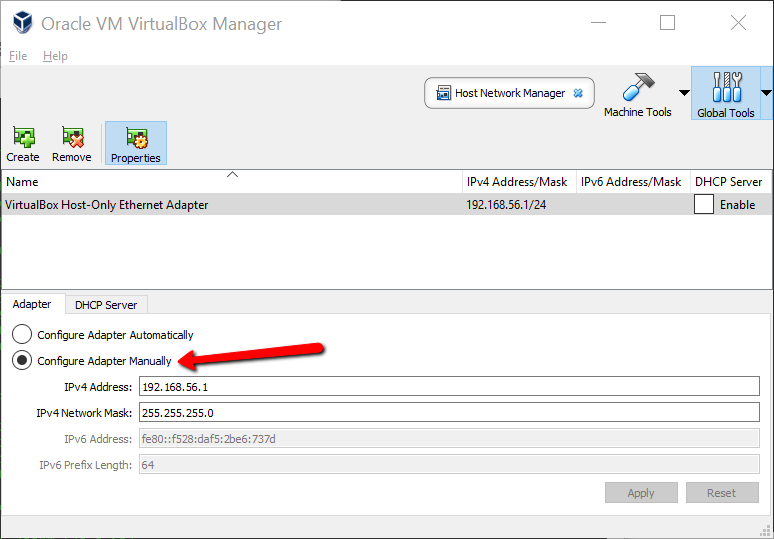 Oracle VM VirtualBox Manager
File Help
Host Network Manager
Machine Tools
Global Tools
Create Remove Properties
Name IPv4 Address/Mask IPv6 Address/Mask DHCP Server
VirtualBox Host-Only Ethernet Adapter 192.168.56.1/24 Enable
Adapter DHCP Server
Configure Adapter Automatically
Configure Adapter Manually
IPv4 Address: 192.168.56.1
IPv4 Network Mask: 255.255.255.0
IPv6 Address: fe80::f528:daf5:2be6:737d
IPv6 Prefix Length: 64
Apply Reset